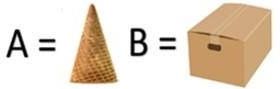 A = B =